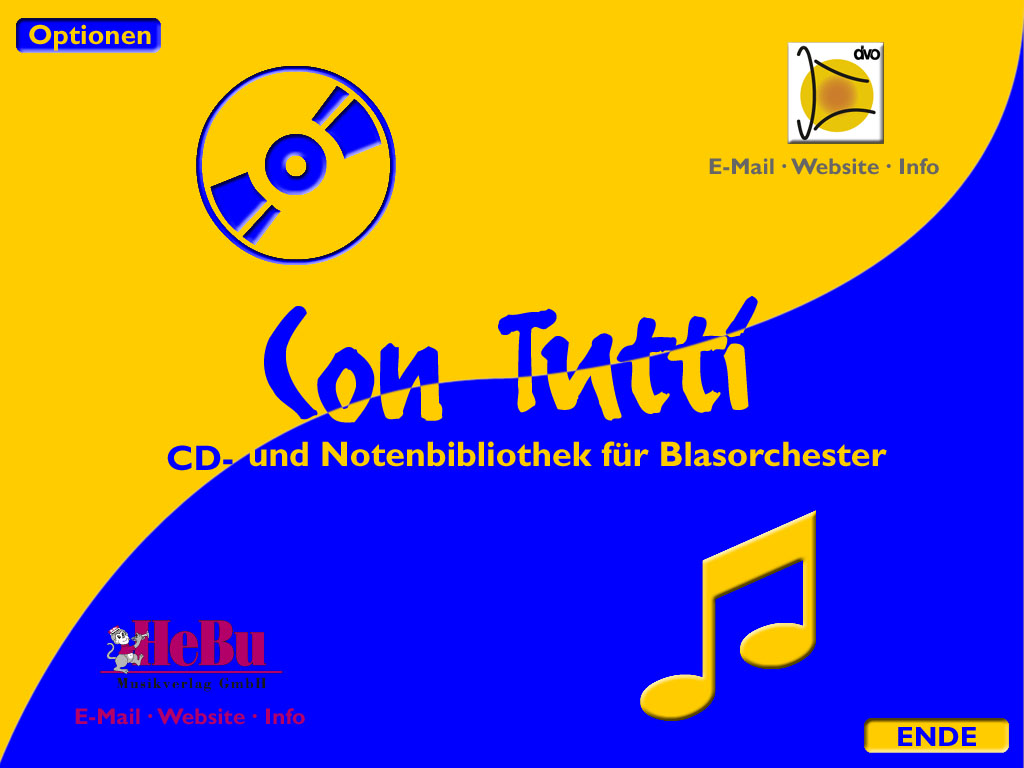 Optionen
dvo
E-Mail · Website · Info
Con Tutti
CD- und Notenbibliothek für Blasorchester
HeBu
Musikverlag GmbH
E-Mail · Website · Info
ENDE